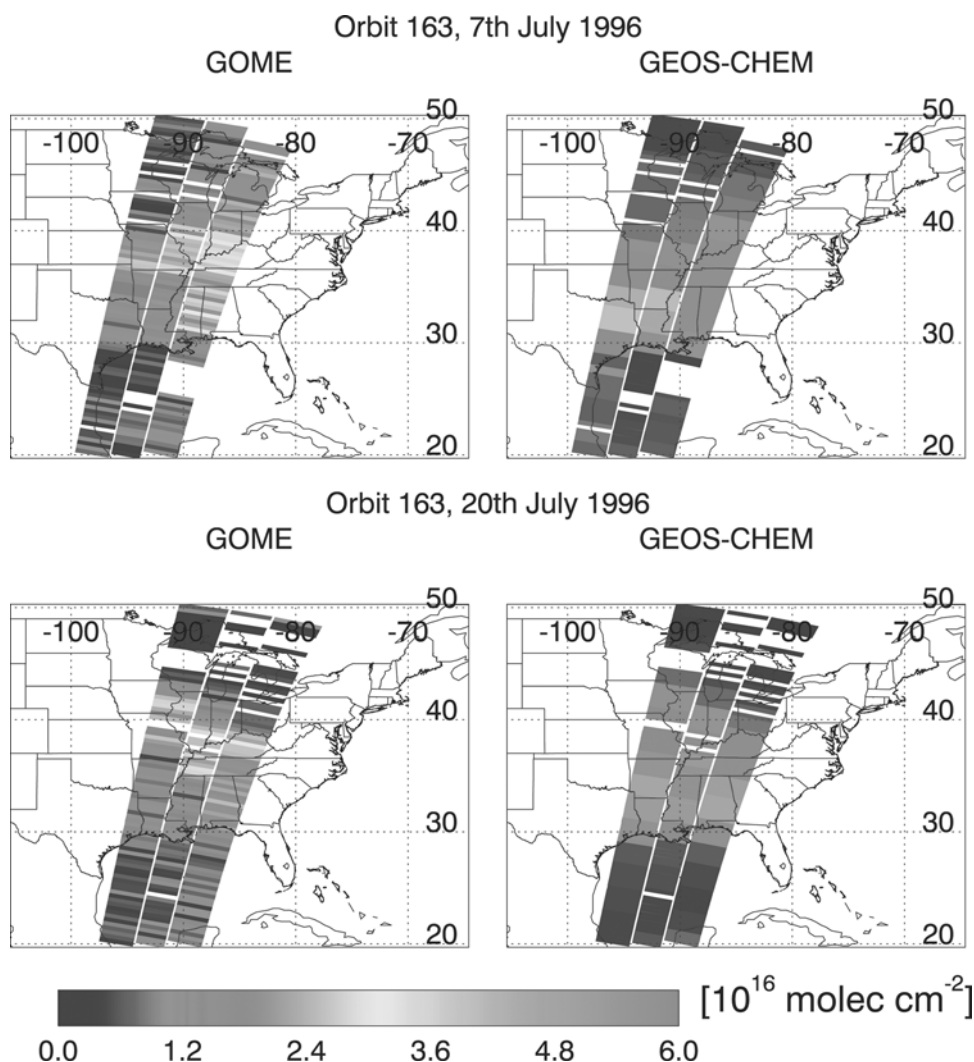 Orbit 163, 7th July 1996
GOME GEOS-CHEM
-100 -90 -80 -70 50 -100 -90 -80 -70 50
40 40
30 30
20 20
Orbit 163, 20th July 1996
GOME GEOS-CHEM
-100 -90 -80 -70 50 -100 -90 -80 -70 50
40 40
30 30
20 20
[10^16 molec cm^-2]
0.0 1.2 2.4 3.6 4.8 6.0